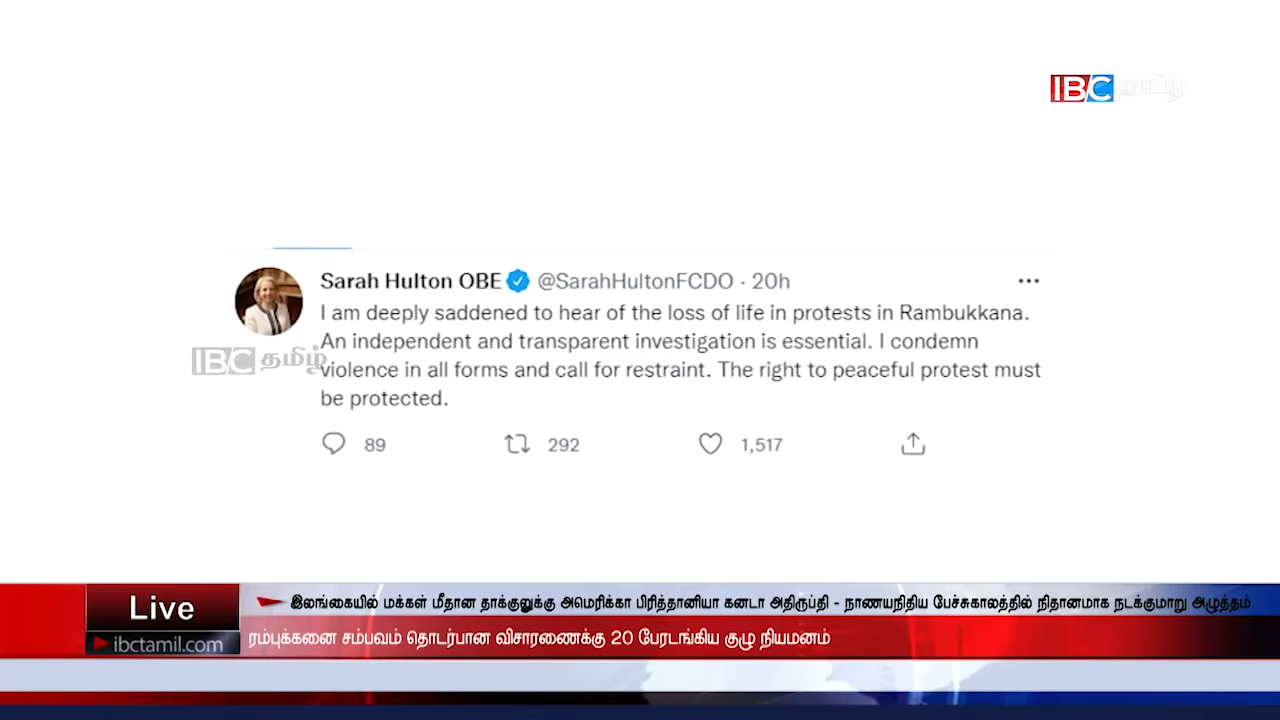 IBC தமிழ்
Sarah Hulton OBE @SarahHultonFCDO · 20h
I am deeply saddened to hear of the loss of life in protests in Rambukkana.
An independent and transparent investigation is essential. I condemn
violence in all forms and call for restraint. The right to peaceful protest must
be protected.
IBC தமிழ்
89 292 1,517
Live
இலங்கையில் மக்கள் மீதான தாக்குலுக்கு அமெரிக்கா பிரித்தானியா கனடா அதிருப்தி - நாணயநிதிய பேச்சுகாலத்தில் நிதானமாக நடக்குமாறு அழுத்தம்
ibctamil.com
ரம்புக்கனை சம்பவம் தொடர்பான விசாரணைக்கு 20 பேரடங்கிய குழு நியமனம்